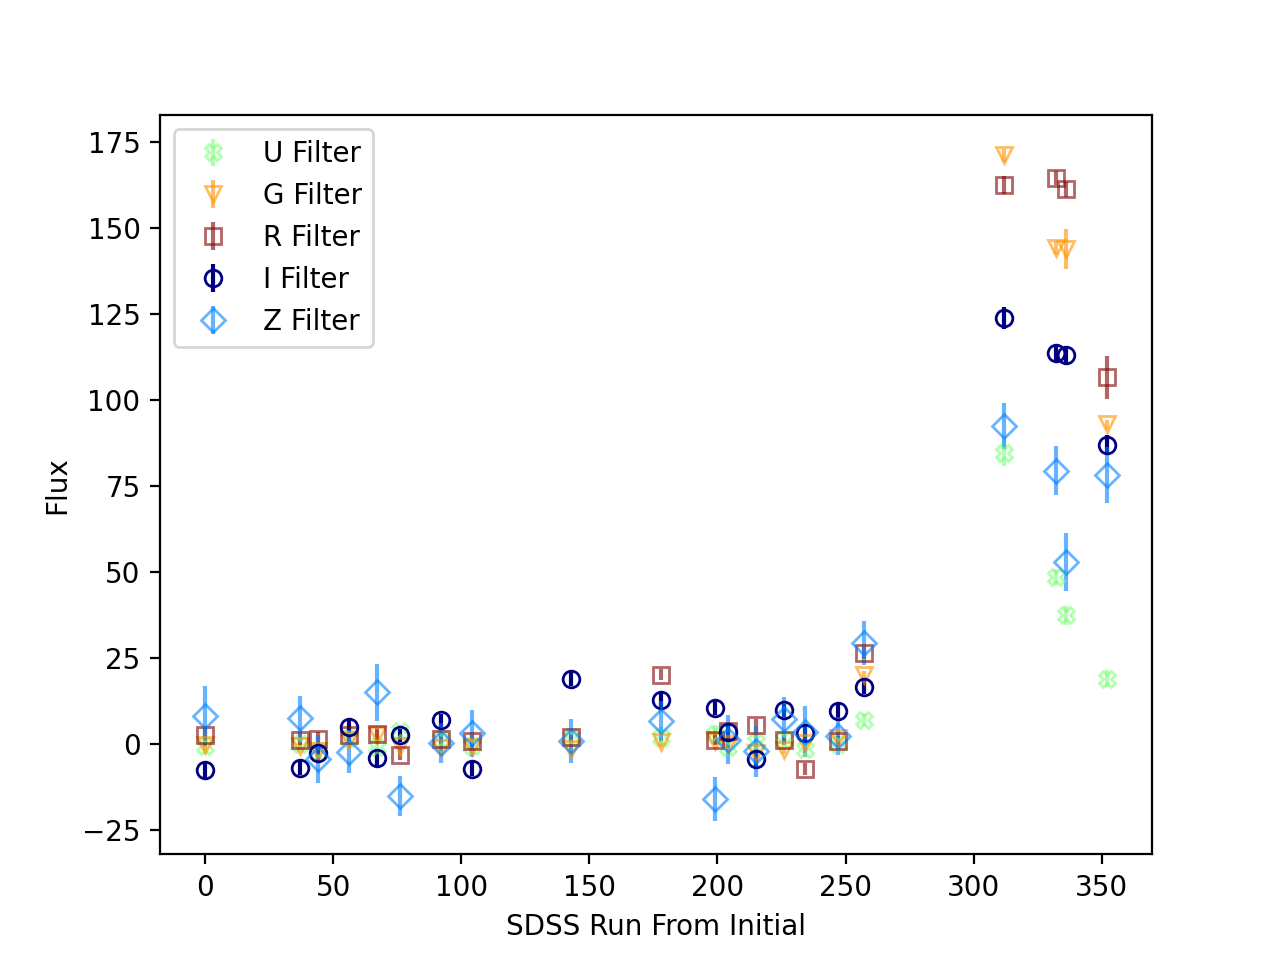 U Filter
G Filter
R Filter
I Filter
Z Filter
175
150
125
100
75
50
25
0
−25
Flux
0 50 100 150 200 250 300 350
SDSS Run From Initial